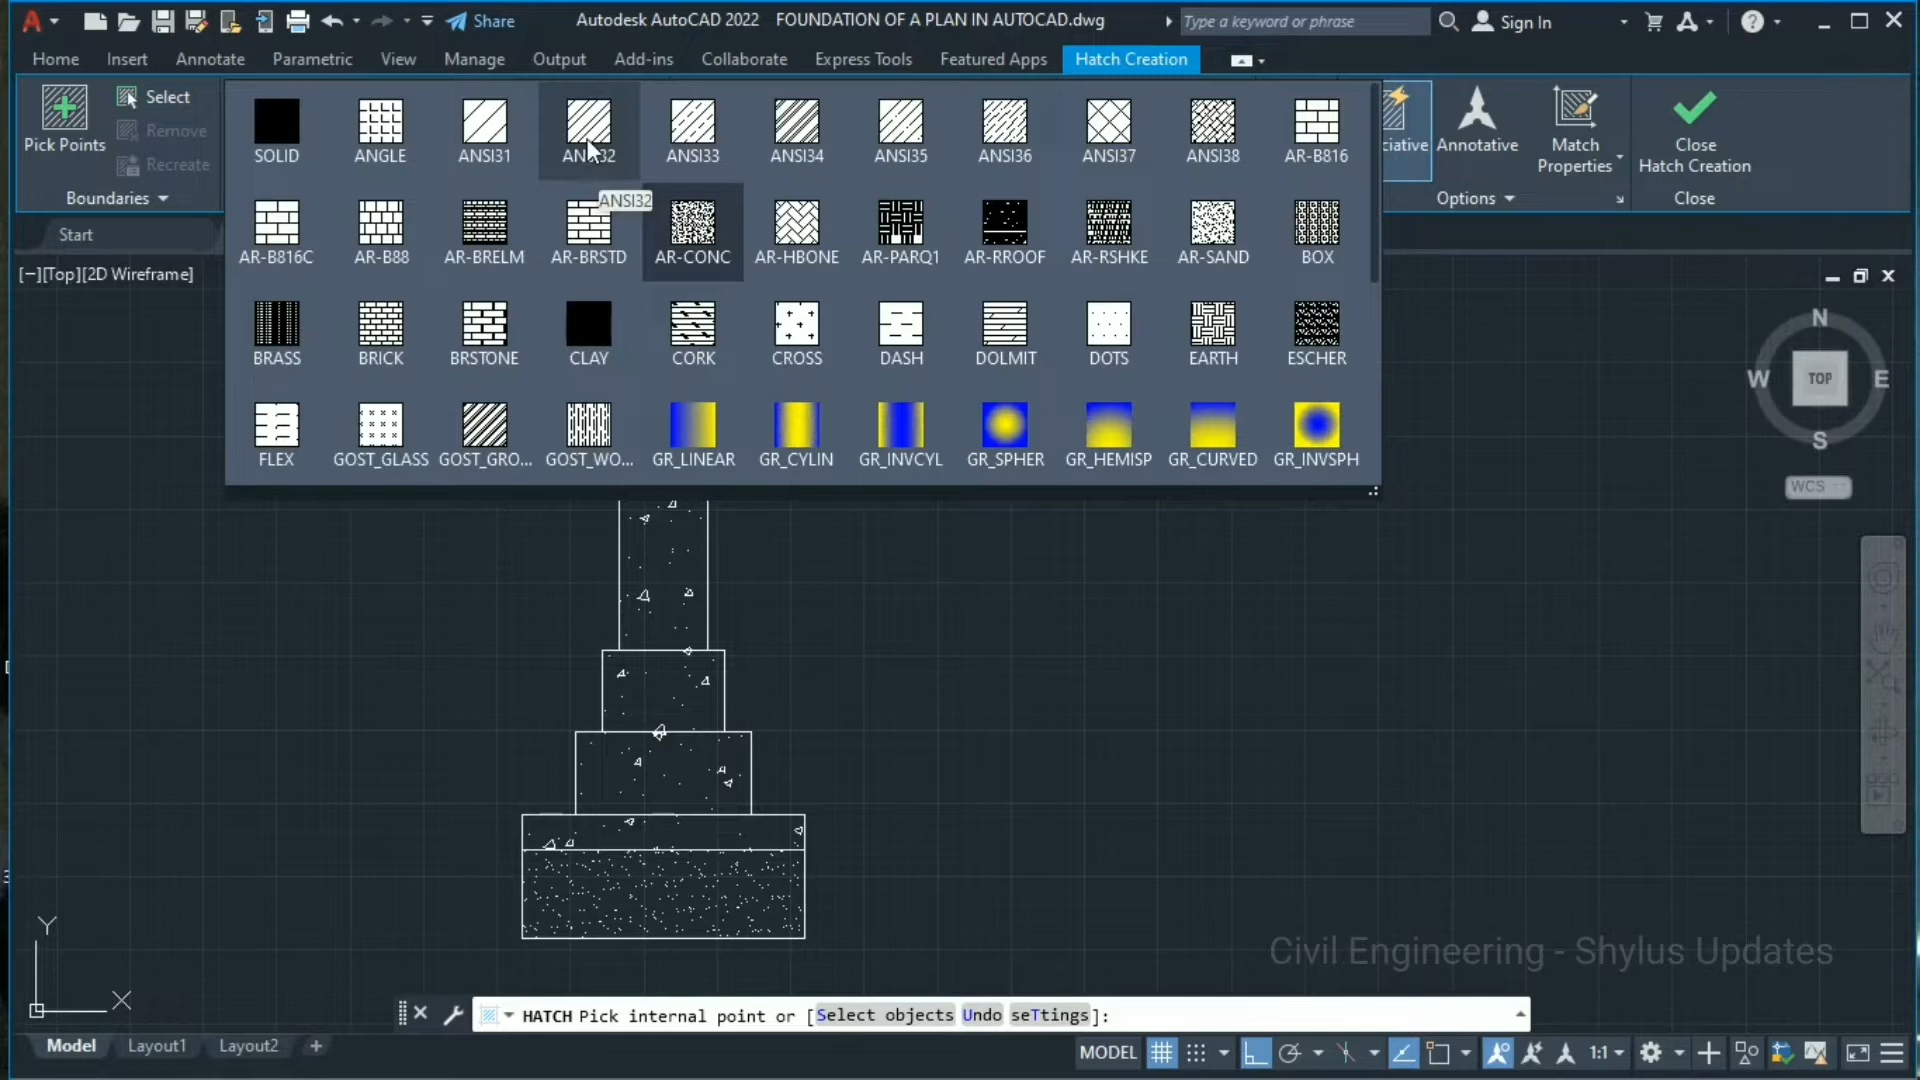 Share
Autodesk AutoCAD 2022 FOUNDATION OF A PLAN IN AUTOCAD.dwg
Type a keyword or phrase
Sign In
Home Insert Annotate Parametric View Manage Output Add-ins Collaborate Express Tools Featured Apps Hatch Creation
Pick Points
Select
Remove
Recreate
Boundaries
SOLID ANGLE ANSI31 ANSI32 ANSI33 ANSI34 ANSI35 ANSI36 ANSI37 ANSI38 AR-B816
ANSI32
AR-B816C AR-B88 AR-BRELM AR-BRSTD AR-CONC AR-HBONE AR-PARQ1 AR-RROOF AR-RSHKE AR-SAND BOX
BRASS BRICK BRSTONE CLAY CORK CROSS DASH DOLMIT DOTS EARTH ESCHER
FLEX GOST_GLASS GOST_GRO... GOST_WO... GR_LINEAR GR_CYLIN GR_INVCYL GR_SPHER GR_HEMISP GR_CURVED GR_INVSPH
ciative
Annotative
Match
Properties
Close
Hatch Creation
Options
Close
Start
[−][Top][2D Wireframe]
N
W TOP E
S
WCS
Y
X
Civil Engineering - Shylus Updates
HATCH Pick internal point or [Select objects Undo seTtings]:
Model Layout1 Layout2 +
MODEL
1:1